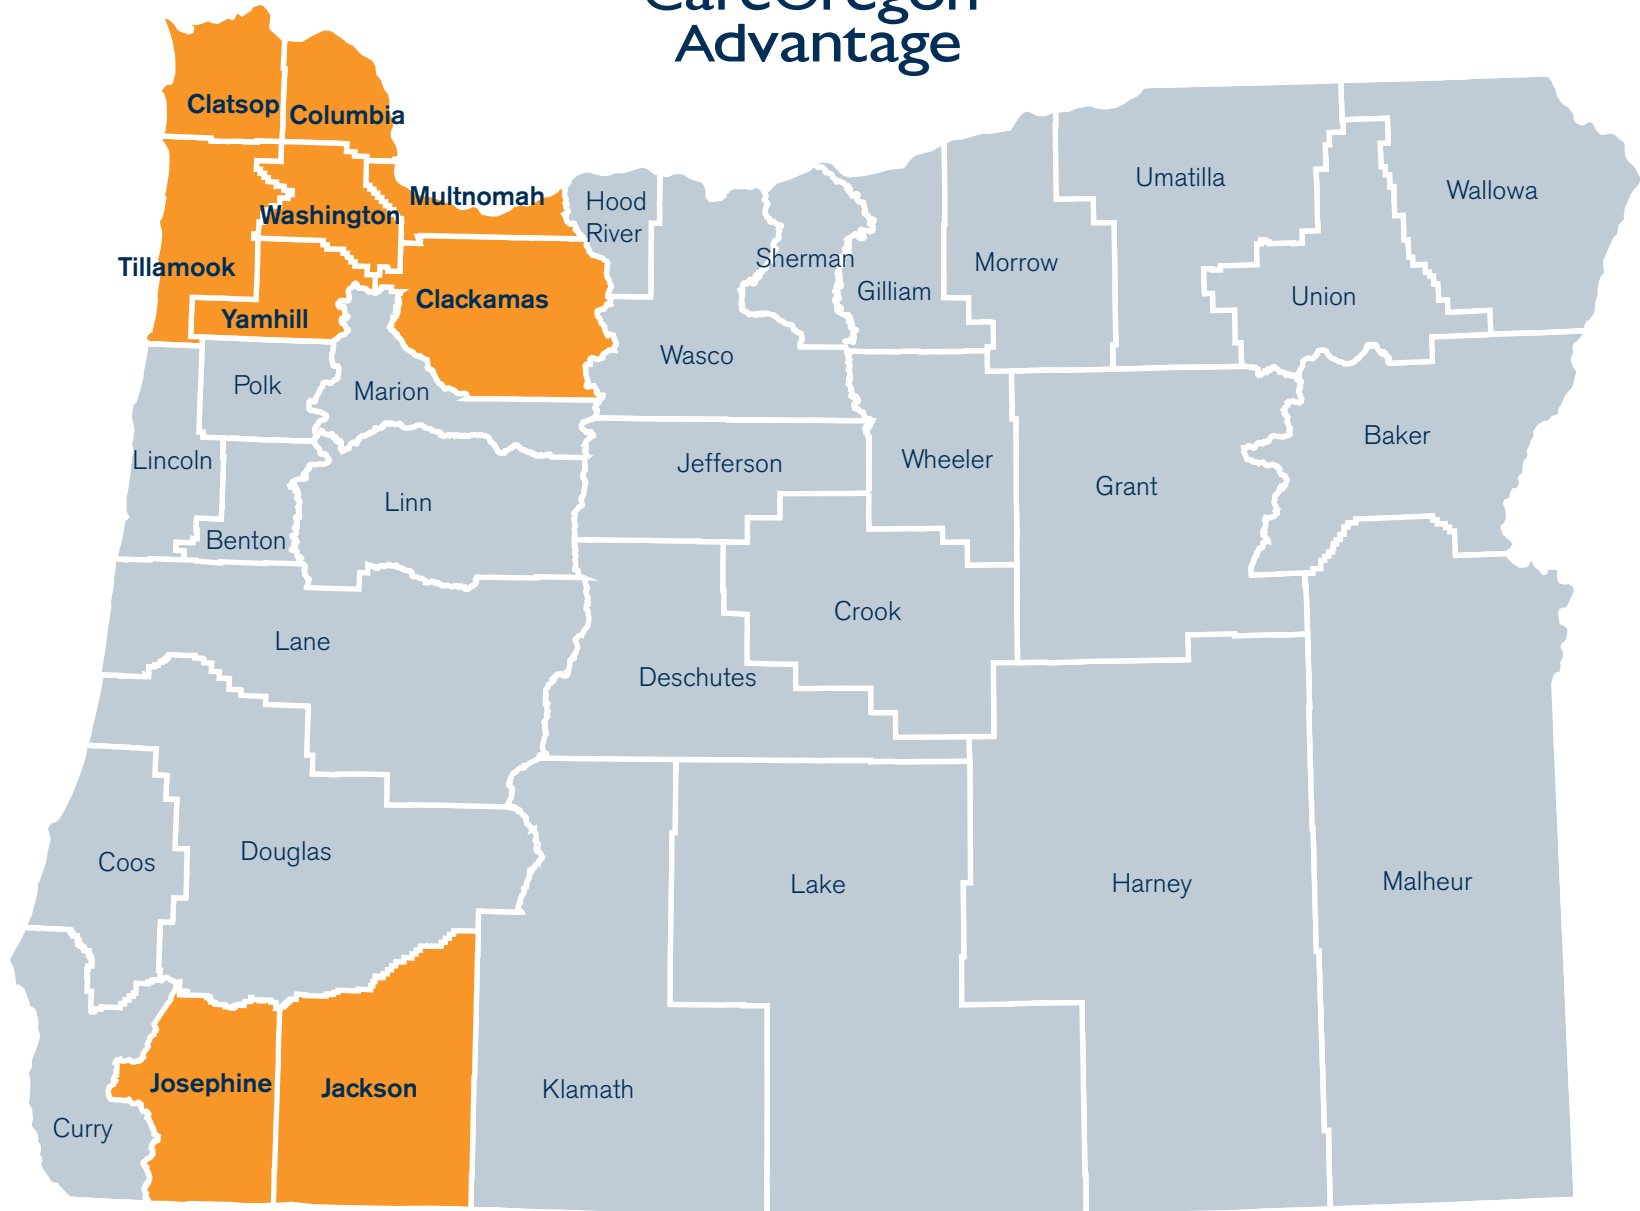 CareOregon
Advantage
Clatsop
Columbia
Tillamook
Washington
Multnomah
Yamhill
Clackamas
Hood
River
Sherman
Gilliam
Morrow
Umatilla
Union
Wallowa
Wasco
Polk
Marion
Lincoln
Benton
Linn
Jefferson
Wheeler
Grant
Baker
Lane
Deschutes
Crook
Coos
Douglas
Lake
Harney
Malheur
Curry
Josephine
Jackson
Klamath